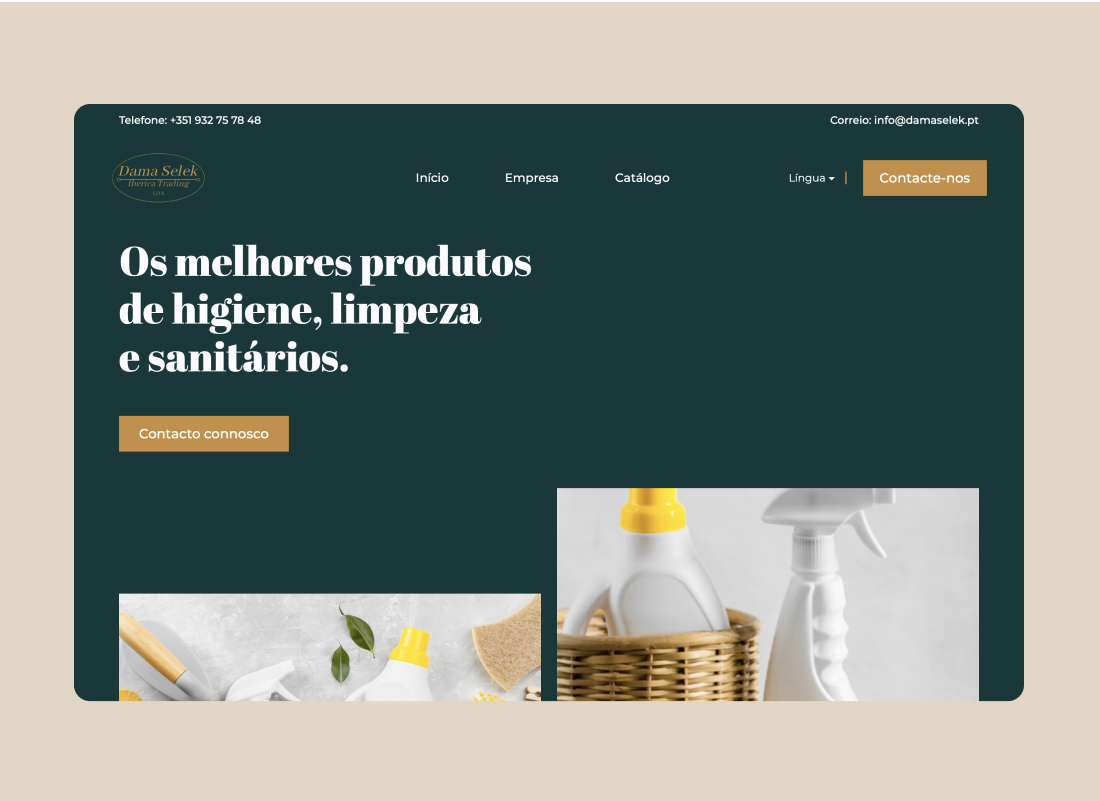 Telefone: +351 932 75 78 48
Correio: info@damaselek.pt
Dama Selek
Iberica Trading
LDA
Início
Empresa
Catálogo
Língua
Contacte-nos
Os melhores produtos
de higiene, limpeza
e sanitários.
Contacto connosco